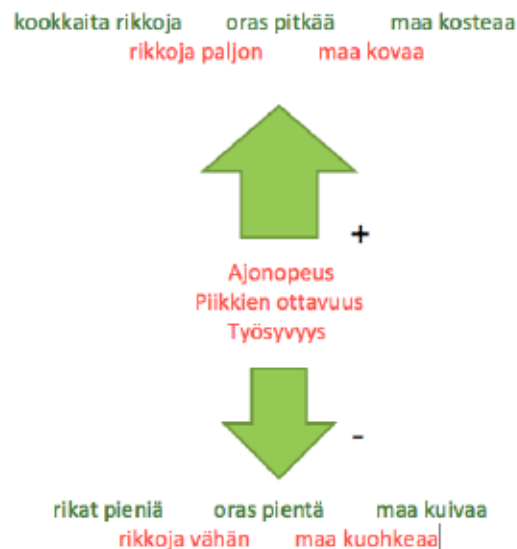 kookkaita rikkoja oras pitkää maa kosteaa
rikkoja paljon maa kovaa
+
Ajonopeus
Piikkien ottavuus
Työsyvyys
-
rikat pieniä oras pientä maa kuivaa
rikkoja vähän maa kuohkeaa